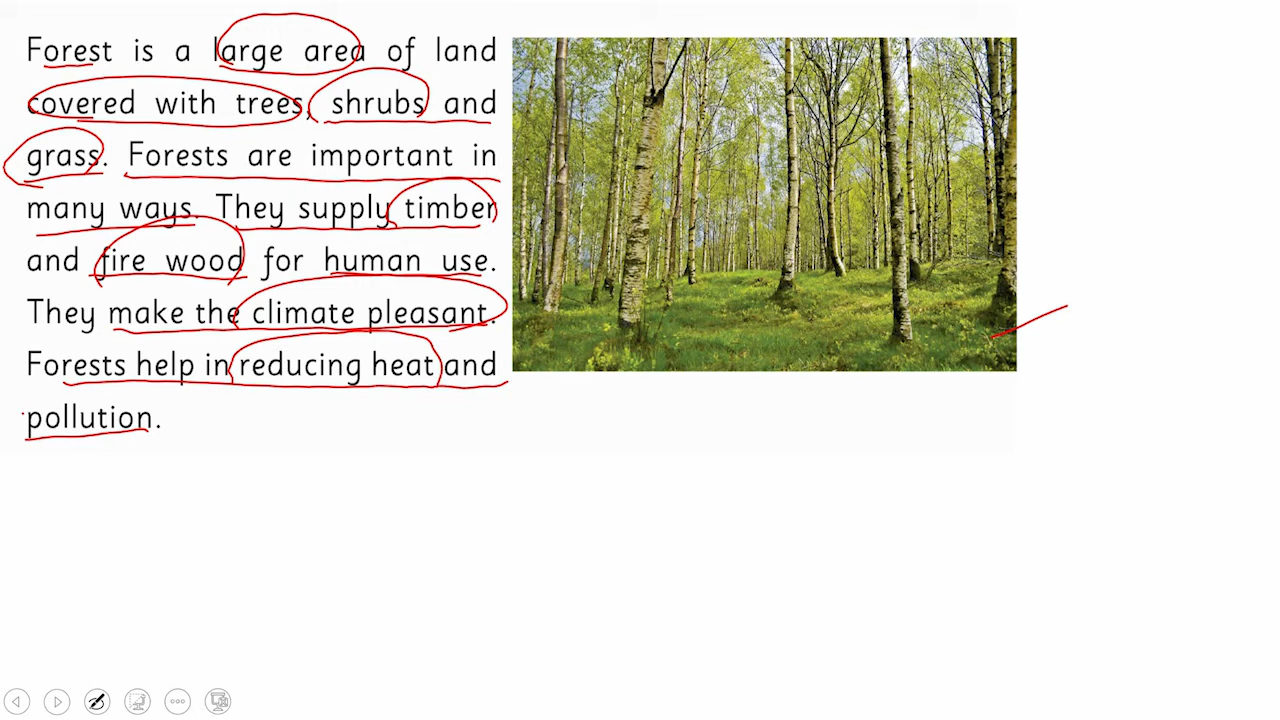 Forest is a large area of land
covered with trees, shrubs and
grass. Forests are important in
many ways. They supply timber
and fire wood for human use.
They make the climate pleasant.
Forests help in reducing heat and
pollution.